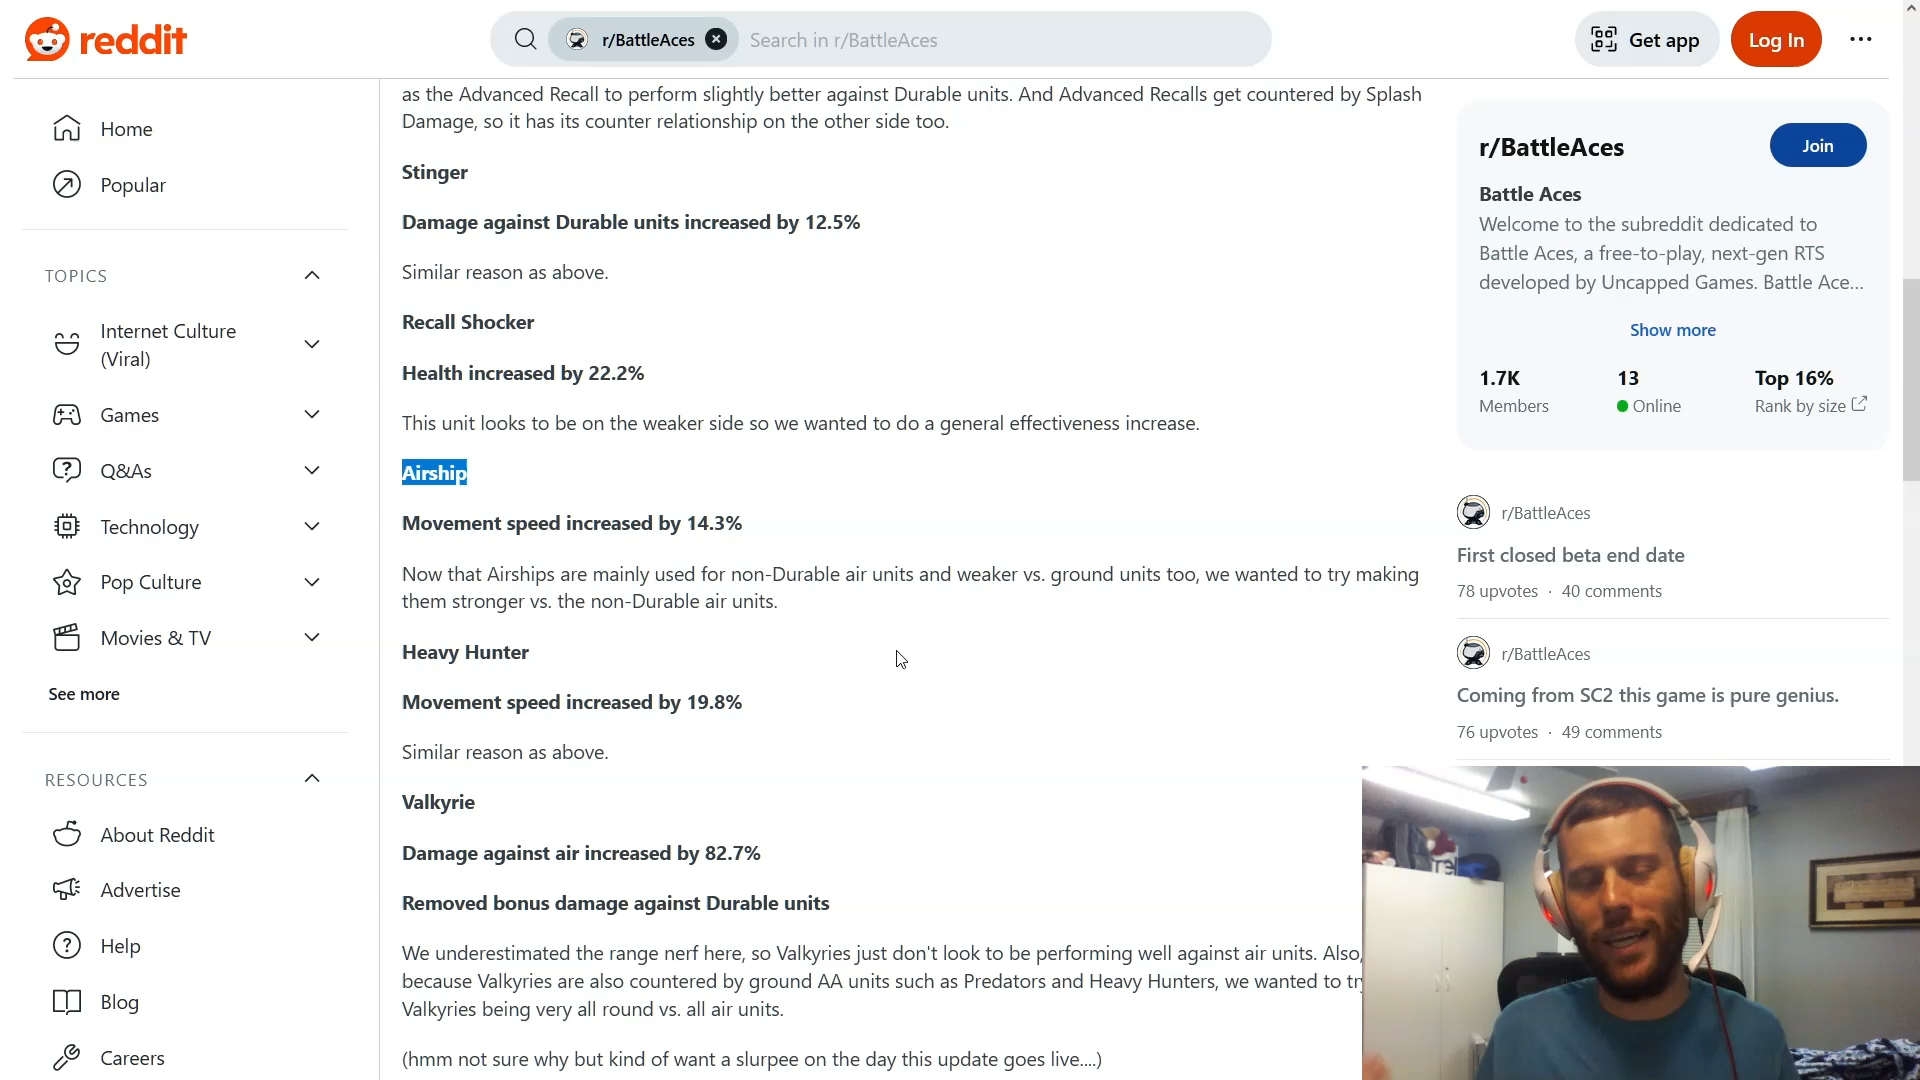 reddit
r/BattleAces
Search in r/BattleAces
Get app
Log In
Home
Popular
TOPICS
Internet Culture
(Viral)
Games
Q&As
Technology
Pop Culture
Movies & TV
See more
RESOURCES
About Reddit
Advertise
Help
Blog
Careers
as the Advanced Recall to perform slightly better against Durable units. And Advanced Recalls get countered by Splash
Damage, so it has its counter relationship on the other side too.
Stinger
Damage against Durable units increased by 12.5%
Similar reason as above.
Recall Shocker
Health increased by 22.2%
This unit looks to be on the weaker side so we wanted to do a general effectiveness increase.
Airship
Movement speed increased by 14.3%
Now that Airships are mainly used for non-Durable air units and weaker vs. ground units too, we wanted to try making
them stronger vs. the non-Durable air units.
Heavy Hunter
Movement speed increased by 19.8%
Similar reason as above.
Valkyrie
Damage against air increased by 82.7%
Removed bonus damage against Durable units
We underestimated the range nerf here, so Valkyries just don't look to be performing well against air units. Also,
because Valkyries are also countered by ground AA units such as Predators and Heavy Hunters, we wanted to
Valkyries being very all round vs. all air units.
(hmm not sure why but kind of want a slurpee on the day this update goes live....)
r/BattleAces
Join
Battle Aces
Welcome to the subreddit dedicated to
Battle Aces, a free-to-play, next-gen RTS
developed by Uncapped Games. Battle Ace...
Show more
1.7K
Members
13
Online
Top 16%
Rank by size
r/BattleAces
First closed beta end date
78 upvotes · 40 comments
r/BattleAces
Coming from SC2 this game is pure genius.
76 upvotes · 49 comments